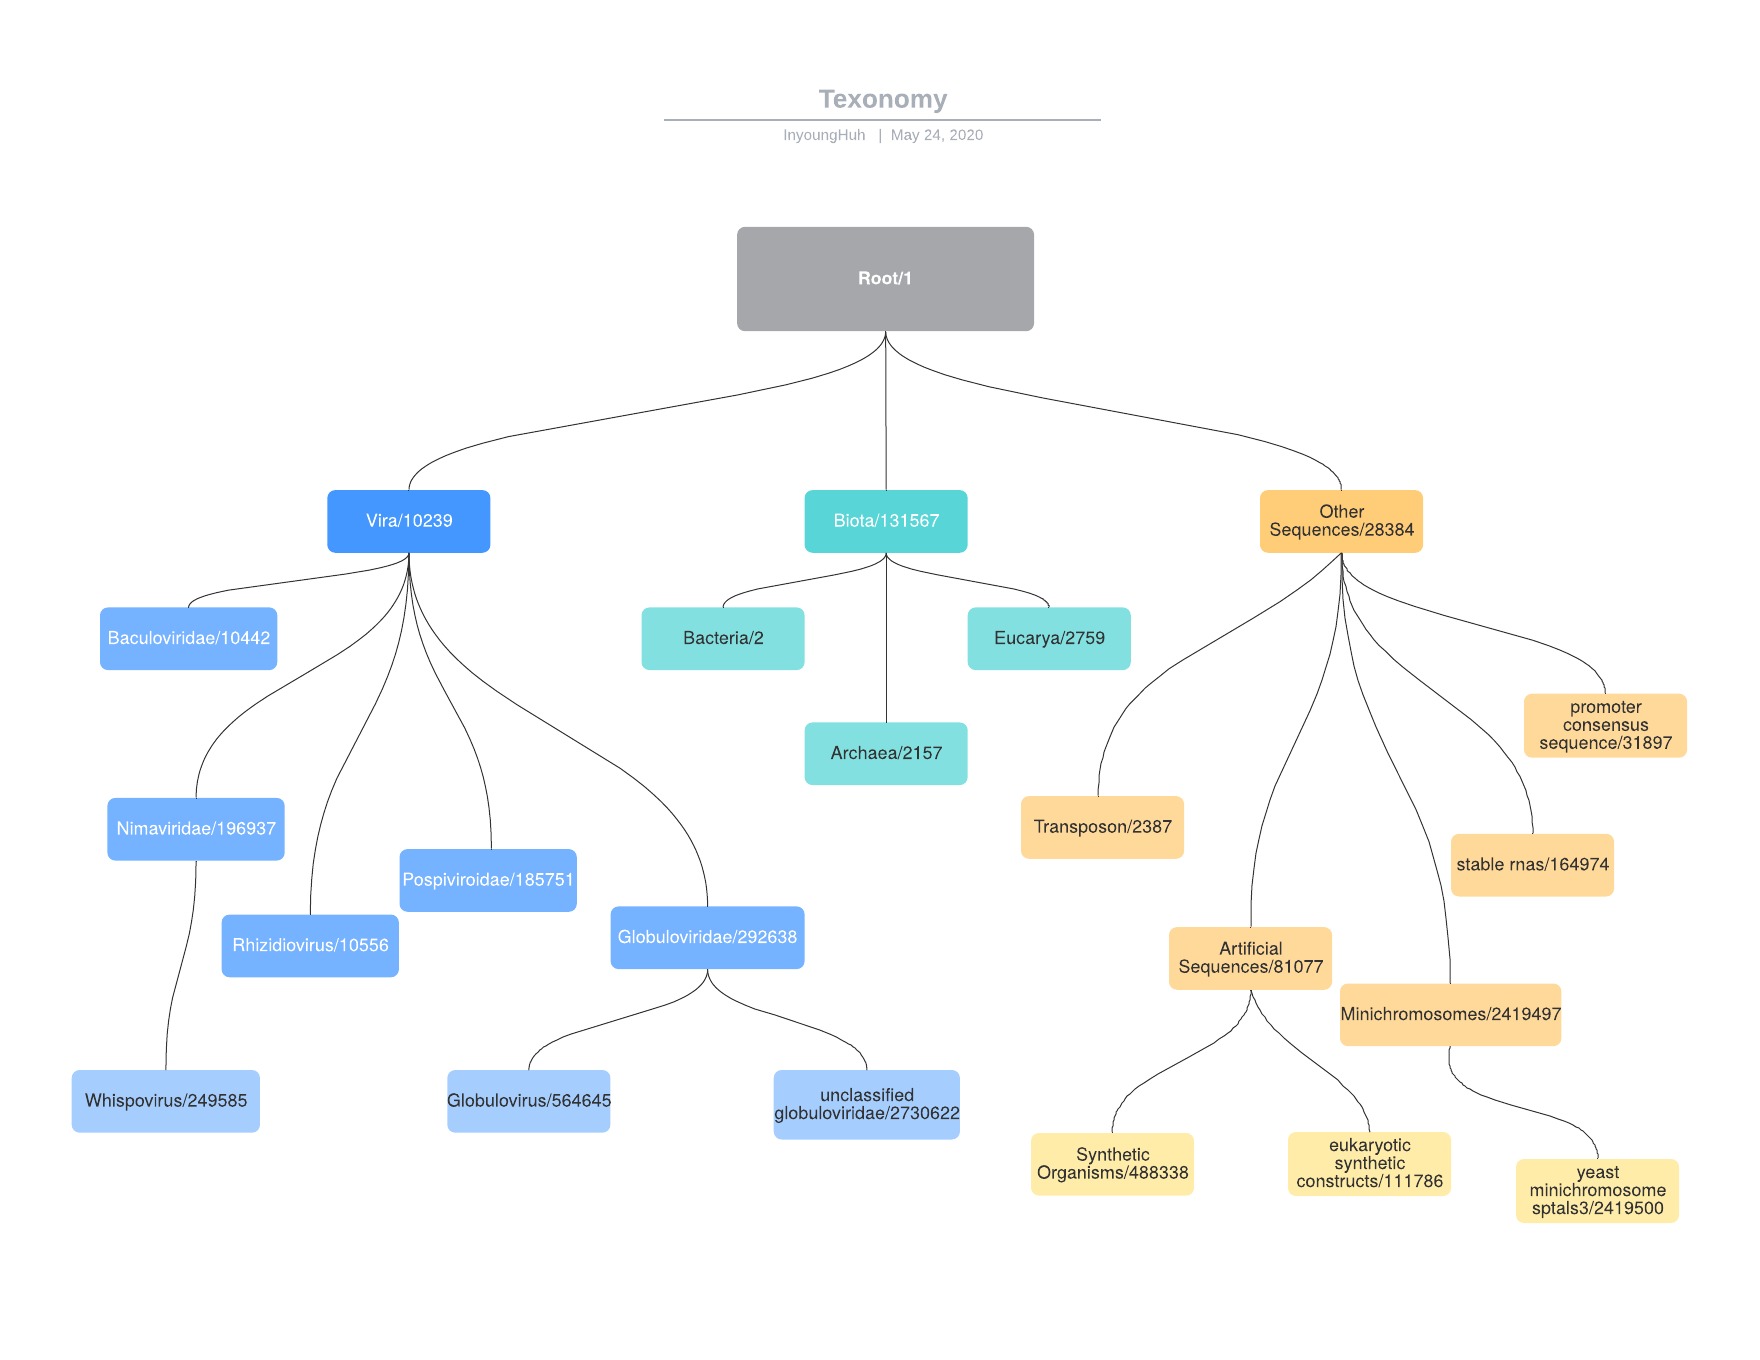 Texonomy
InyoungHuh | May 24, 2020
Root/1
Vira/10239
Biota/131567
Other
Sequences/28384
Baculoviridae/10442
Bacteria/2
Eucarya/2759
promoter
consensus
sequence/31897
Archaea/2157
Nimaviridae/196937
Transposon/2387
stable rnas/164974
Pospiviroidae/185751
Rhizidiovirus/10556
Globuloviridae/292638
Artificial
Sequences/81077
Minichromosomes/2419497
Whispovirus/249585
Globulovirus/564645
unclassified
globuloviridae/2730622
Synthetic
Organisms/488338
eukaryotic
synthetic
constructs/111786
yeast
minichromosome
sptals3/2419500